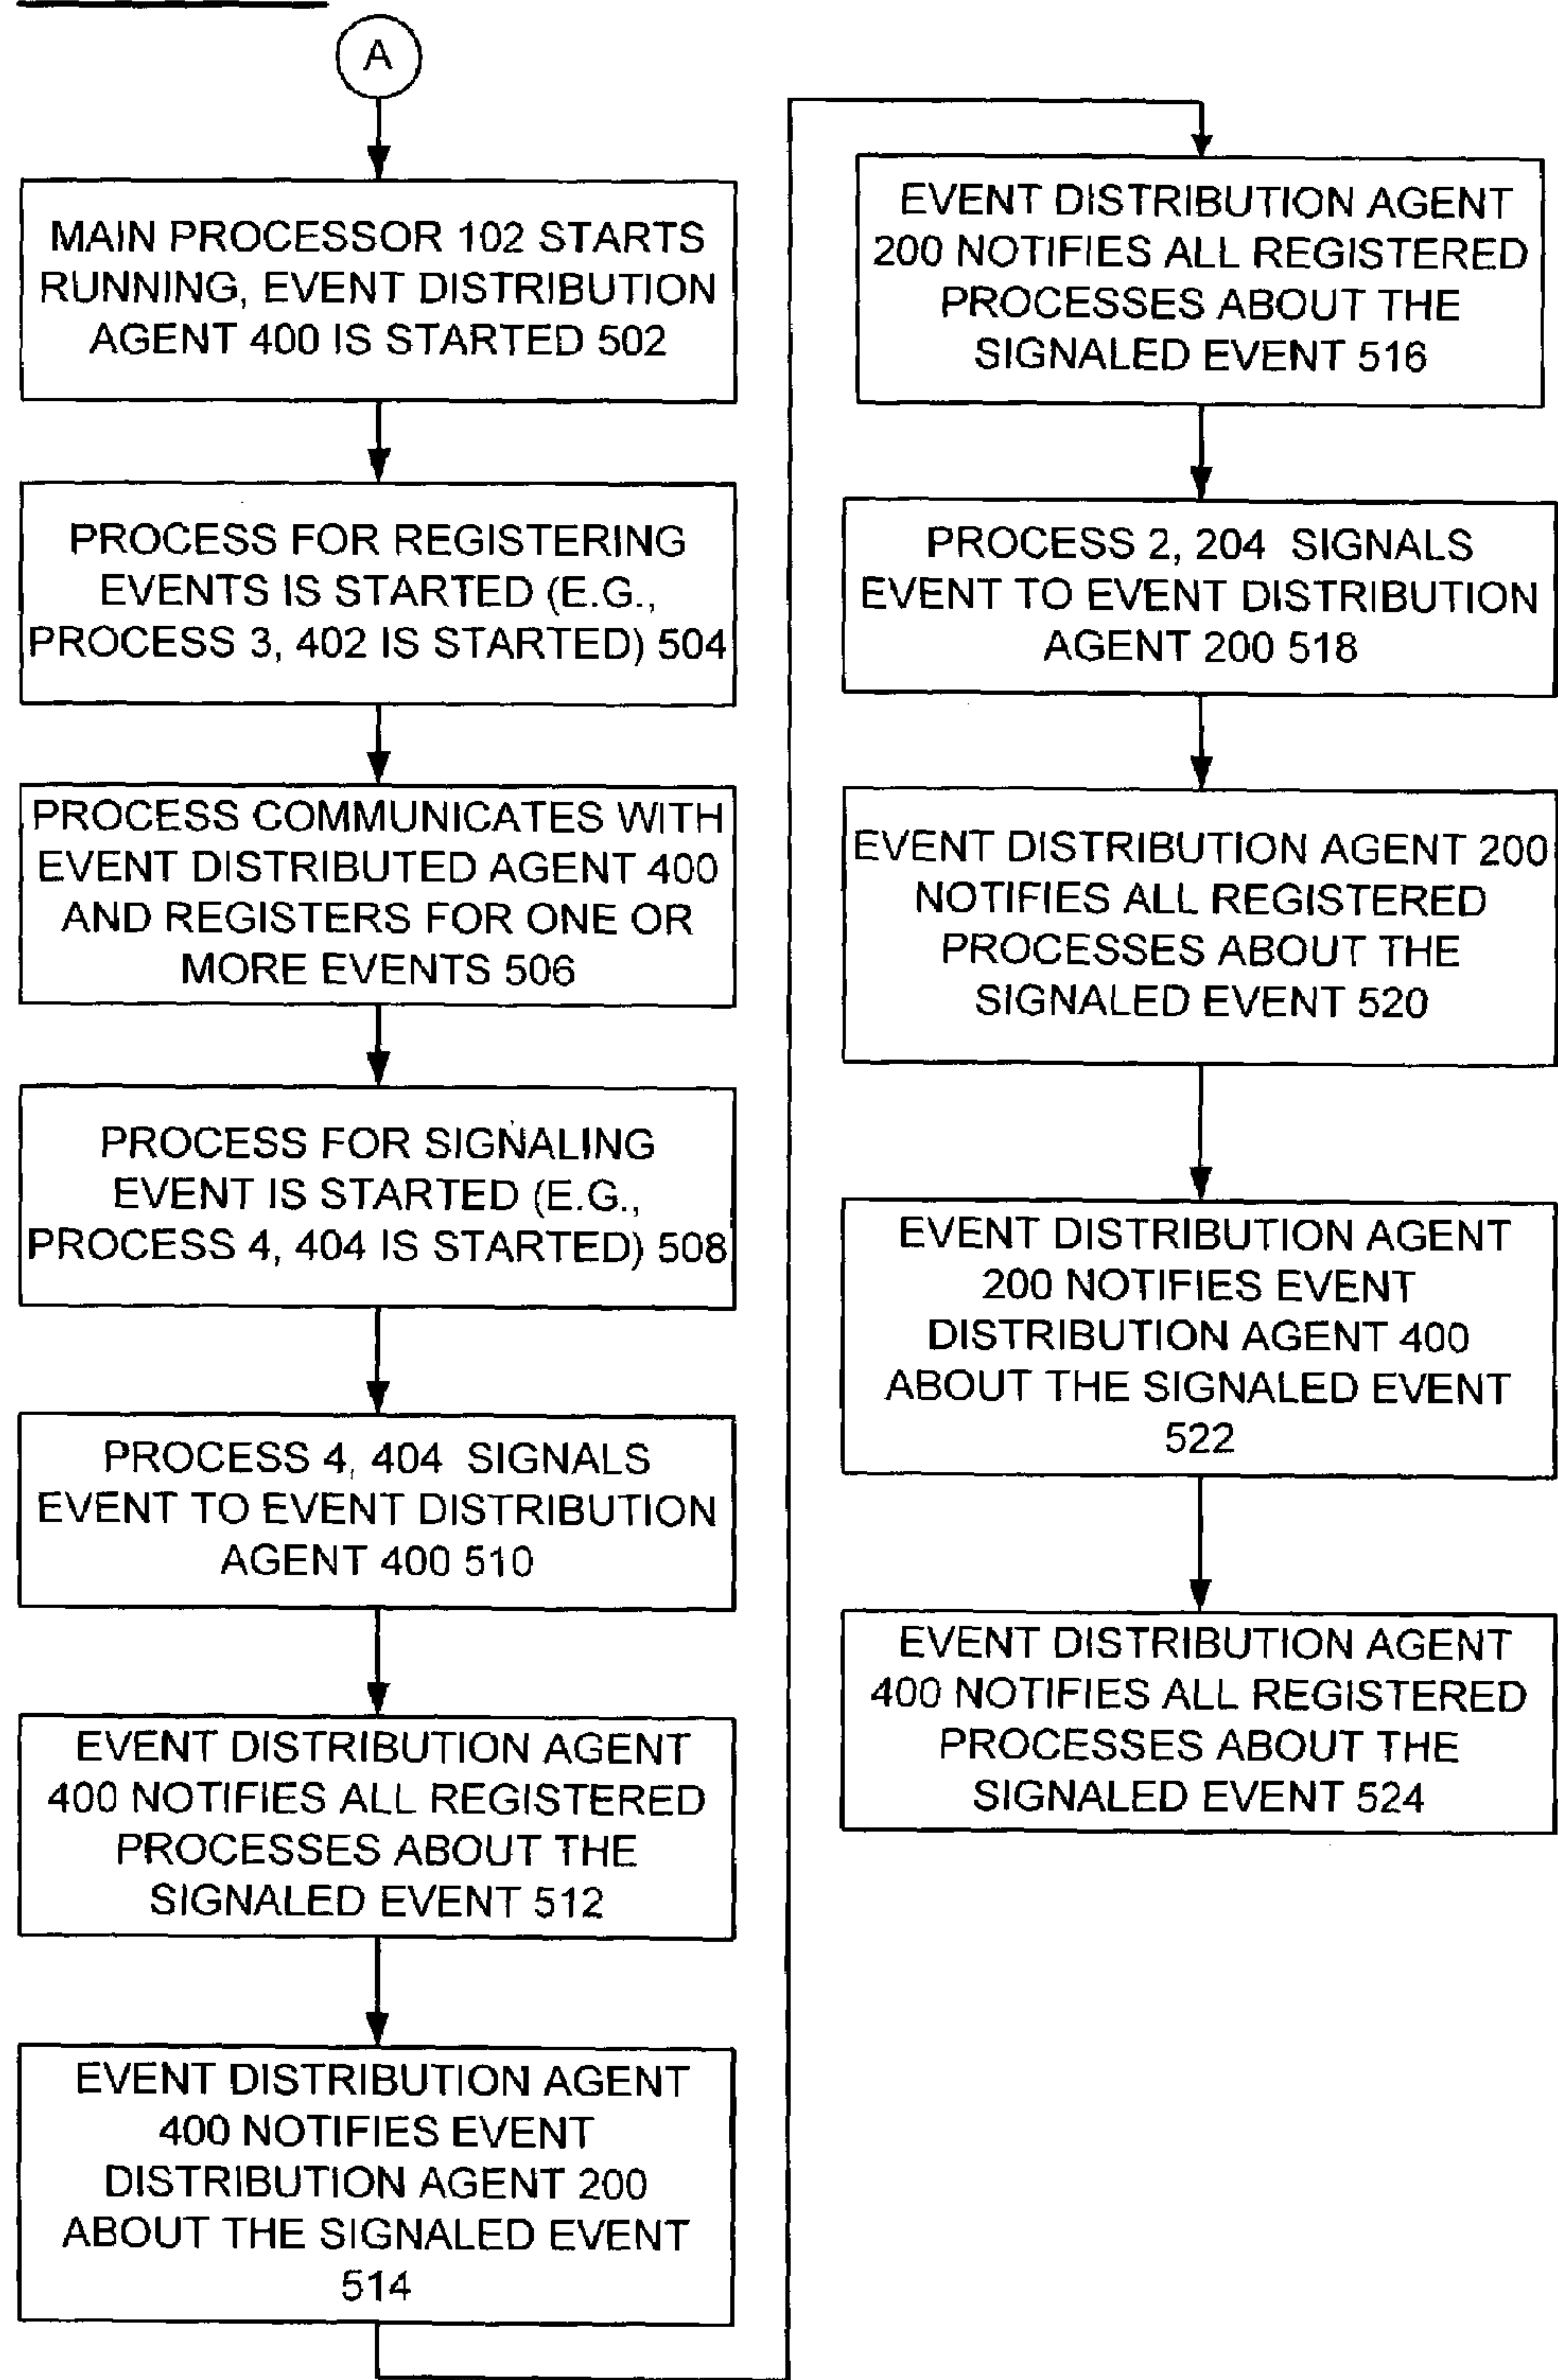 A
MAIN PROCESSOR 102 STARTS
RUNNING, EVENT DISTRIBUTION
AGENT 400 IS STARTED 502
PROCESS FOR REGISTERING
EVENTS IS STARTED (E.G.,
PROCESS 3, 402 IS STARTED) 504
PROCESS COMMUNICATES WITH
EVENT DISTRIBUTED AGENT 400
AND REGISTERS FOR ONE OR
MORE EVENTS 506
PROCESS FOR SIGNALING
EVENT IS STARTED (E.G.,
PROCESS 4, 404 IS STARTED) 508
PROCESS 4, 404 SIGNALS
EVENT TO EVENT DISTRIBUTION
AGENT 400 510
EVENT DISTRIBUTION AGENT
400 NOTIFIES ALL REGISTERED
PROCESSES ABOUT THE
SIGNALED EVENT 512
EVENT DISTRIBUTION AGENT
400 NOTIFIES EVENT
DISTRIBUTION AGENT 200
ABOUT THE SIGNALED EVENT
514
EVENT DISTRIBUTION AGENT
200 NOTIFIES ALL REGISTERED
PROCESSES ABOUT THE
SIGNALED EVENT 516
PROCESS 2, 204 SIGNALS
EVENT TO EVENT DISTRIBUTION
AGENT 200 518
EVENT DISTRIBUTION AGENT 200
NOTIFIES ALL REGISTERED
PROCESSES ABOUT THE
SIGNALED EVENT 520
EVENT DISTRIBUTION AGENT
200 NOTIFIES EVENT
DISTRIBUTION AGENT 400
ABOUT THE SIGNALED EVENT
522
EVENT DISTRIBUTION AGENT
400 NOTIFIES ALL REGISTERED
PROCESSES ABOUT THE
SIGNALED EVENT 524